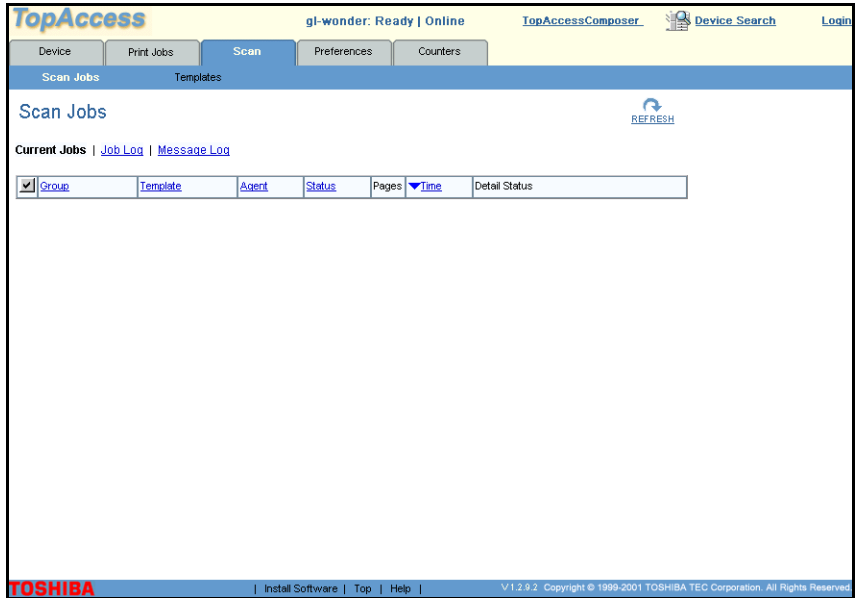 TopAccess gl-wonder: Ready | Online TopAccessComposer Device Search Login
Device Print Jobs Scan Preferences Counters
Scan Jobs Templates
Scan Jobs
REFRESH
Current Jobs | Job Log | Message Log
Group Template Agent Status Pages Time Detail Status
TOSHIBA | Install Software | Top | Help | V1.2.9.2 Copyright © 1999-2001 TOSHIBA TEC Corporation. All Rights Reserved.